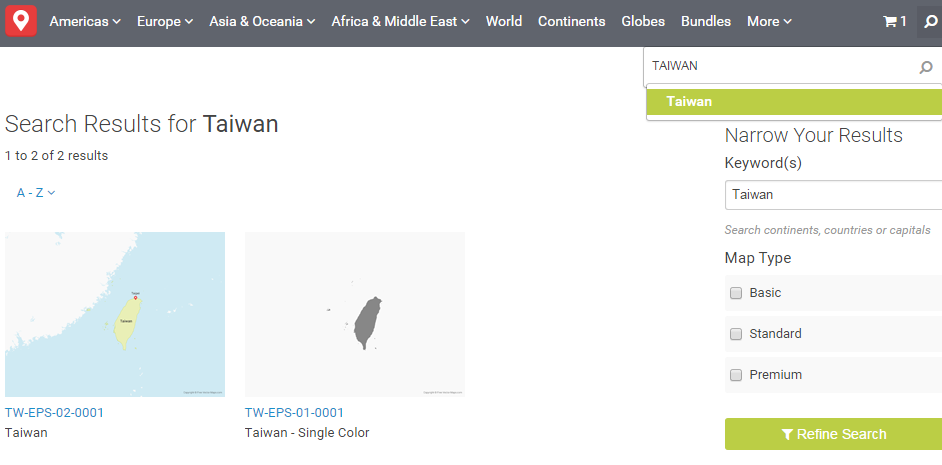 Americas Europe Asia & Oceania Africa & Middle East World Continents Globes Bundles More 1
TAIWAN
Taiwan
Search Results for Taiwan
1 to 2 of 2 results
A - Z
Narrow Your Results
Keyword(s)
Taiwan
Search continents, countries or capitals
Map Type
Basic
Standard
Premium
Refine Search
Taipei
Taiwan
TW-EPS-02-0001
Taiwan
TW-EPS-01-0001
Taiwan - Single Color